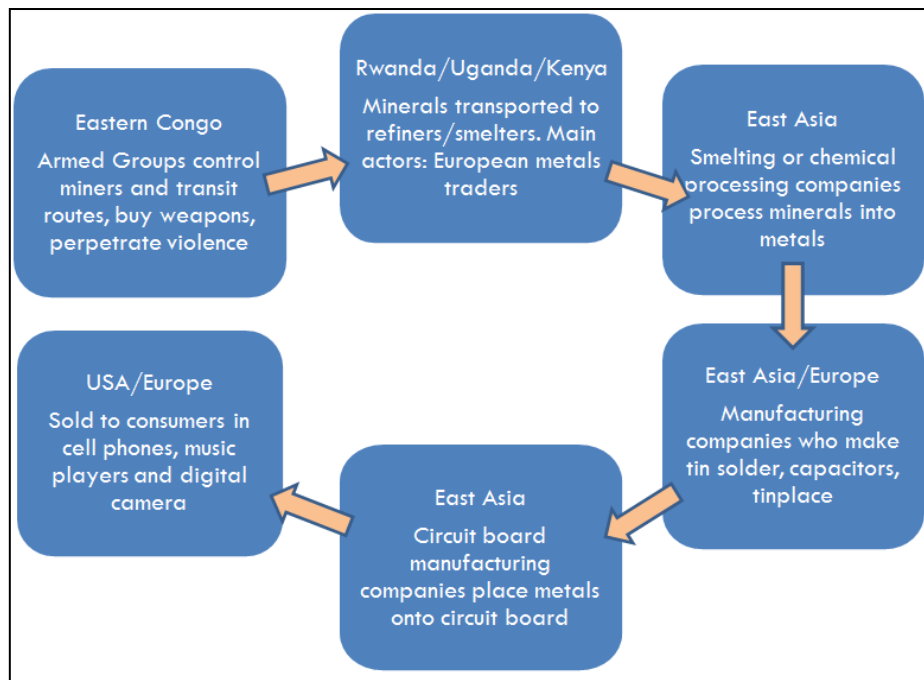 Eastern Congo
Armed Groups control
miners and transit
routes, buy weapons,
perpetrate violence
Rwanda/Uganda/Kenya
Minerals transported to
refiners/smelters. Main
actors: European metals
traders
East Asia
Smelting or chemical
processing companies
process minerals into
metals
East Asia/Europe
Manufacturing
companies who make
tin solder, capacitors,
tinplace
East Asia
Circuit board
manufacturing
companies place metals
onto circuit board
USA/Europe
Sold to consumers in
cell phones, music
players and digital
camera